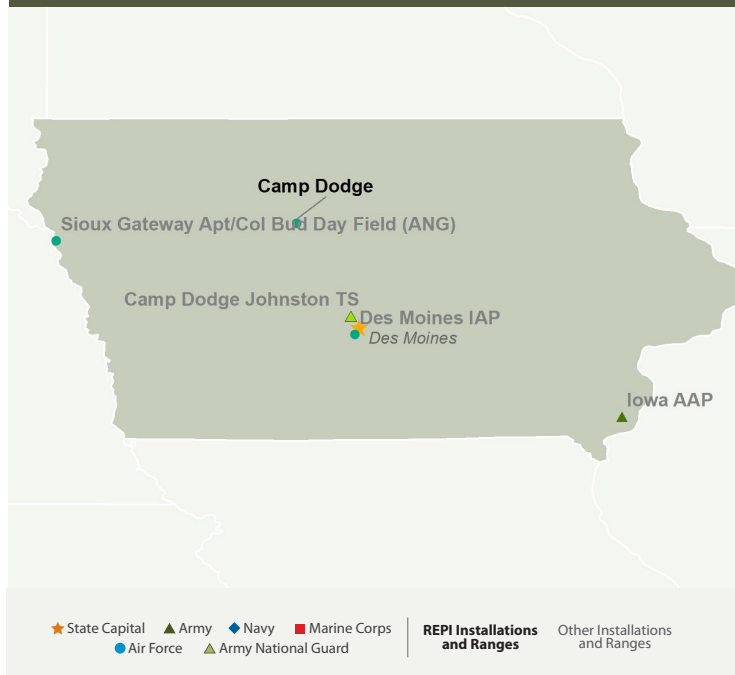 Camp Dodge
Sioux Gateway Apt/Col Bud Day Field (ANG)
Camp Dodge Johnston TS
Des Moines IAP
Des Moines
Iowa AAP
State Capital
Army
Navy
Marine Corps
Air Force
Army National Guard
REPI Installations
and Ranges
Other Installations
and Ranges